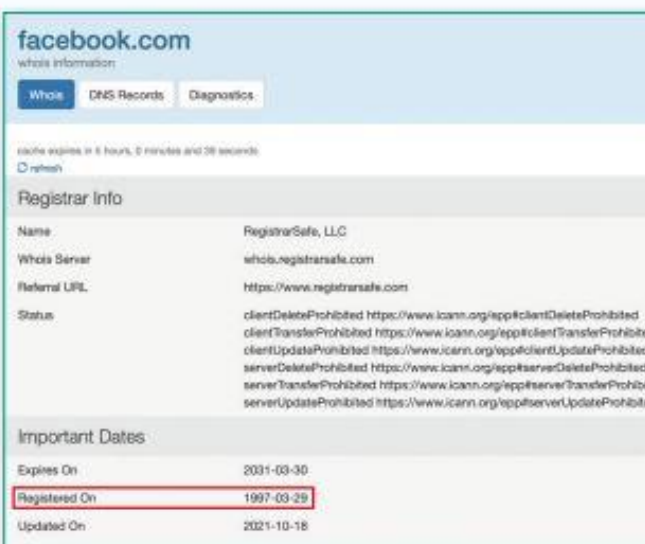 facebook.com
whois information
Whois DNS Records Diagnostics
cache expires in 6 hours, 0 minutes and 39 seconds
refresh
Registrar Info
Name RegistrarSafe, LLC
Whois Server whois.registrarsafe.com
Referral URL https://www.registrarsafe.com
Status clientDeleteProhibited https://www.icann.org/epp#clientDeleteProhibited
clientTransferProhibited https://www.icann.org/epp#clientTransferProhibite
clientUpdateProhibited https://www.icann.org/epp#clientUpdateProhibited
serverDeleteProhibited https://www.icann.org/epp#serverDeleteProhibited
serverTransferProhibited https://www.icann.org/epp#serverTransferProhib
serverUpdateProhibited https://www.icann.org/epp#serverUpdateProhibit
Important Dates
Expires On 2031-03-30
Registered On 1997-03-29
Updated On 2021-10-18